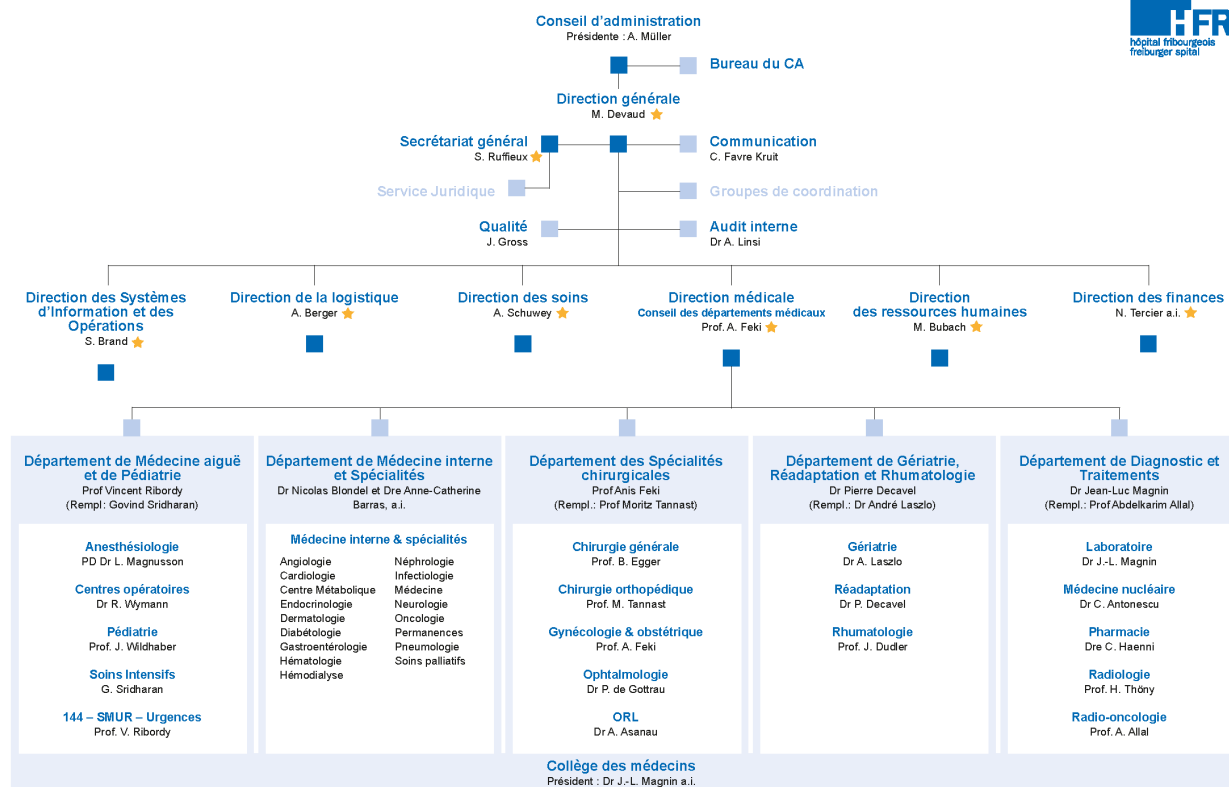 Conseil d'administration
Présidente : A. Müller
HFR
hôpital fribourgeois
freiburger spital
Bureau du CA
Direction générale
M. Devaud
Secrétariat général
S. Ruffieux
Communication
C. Favre Kruit
Service Juridique
Groupes de coordination
Qualité
J. Gross
Audit interne
Dr A. Linsi
Direction des Systèmes
d'Information et des
Opérations
S. Brand
Direction de la logistique
A. Berger
Direction des soins
A. Schuwey
Direction médicale
Conseil des départements médicaux
Prof. A. Feki
Direction
des ressources humaines
M. Bubach
Direction des finances
N. Tercier a.i.
Département de Médecine aiguë
et de Pédiatrie
Prof Vincent Ribordy
(Rempl: Govind Sridharan)
Anesthésiologie
PD Dr L. Magnusson
Centres opératoires
Dr R. Wymann
Pédiatrie
Prof. J. Wildhaber
Soins Intensifs
G. Sridharan
144 – SMUR – Urgences
Prof. V. Ribordy
Département de Médecine interne
et Spécialités
Dr Nicolas Blondel et Dre Anne-Catherine
Barras, a.i.
Médecine interne & spécialités
Angiologie
Cardiologie
Centre Métabolique
Endocrinologie
Dermatologie
Diabétologie
Gastroentérologie
Hématologie
Hémodialyse
Néphrologie
Infectiologie
Médecine
Neurologie
Oncologie
Permanences
Pneumologie
Soins palliatifs
Département des Spécialités
chirurgicales
Prof Anis Feki
(Rempl.: Prof Moritz Tannast)
Chirurgie générale
Prof. B. Egger
Chirurgie orthopédique
Prof. M. Tannast
Gynécologie & obstétrique
Prof. A. Feki
Ophtalmologie
Dr P. de Gottrau
ORL
Dr A. Asanau
Département de Gériatrie,
Réadaptation et Rhumatologie
Dr Pierre Decavel
(Rempl.: Dr André Laszlo)
Gériatrie
Dr A. Laszlo
Réadaptation
Dr P. Decavel
Rhumatologie
Prof. J. Dudler
Département de Diagnostic et
Traitements
Dr Jean-Luc Magnin
(Rempl.: Prof Abdelkarim Allal)
Laboratoire
Dr J.-L. Magnin
Médecine nucléaire
Dr C. Antonescu
Pharmacie
Dre C. Haenni
Radiologie
Prof. H. Thöny
Radio-oncologie
Prof. A. Allal
Collège des médecins
Président : Dr J.-L. Magnin a.i.